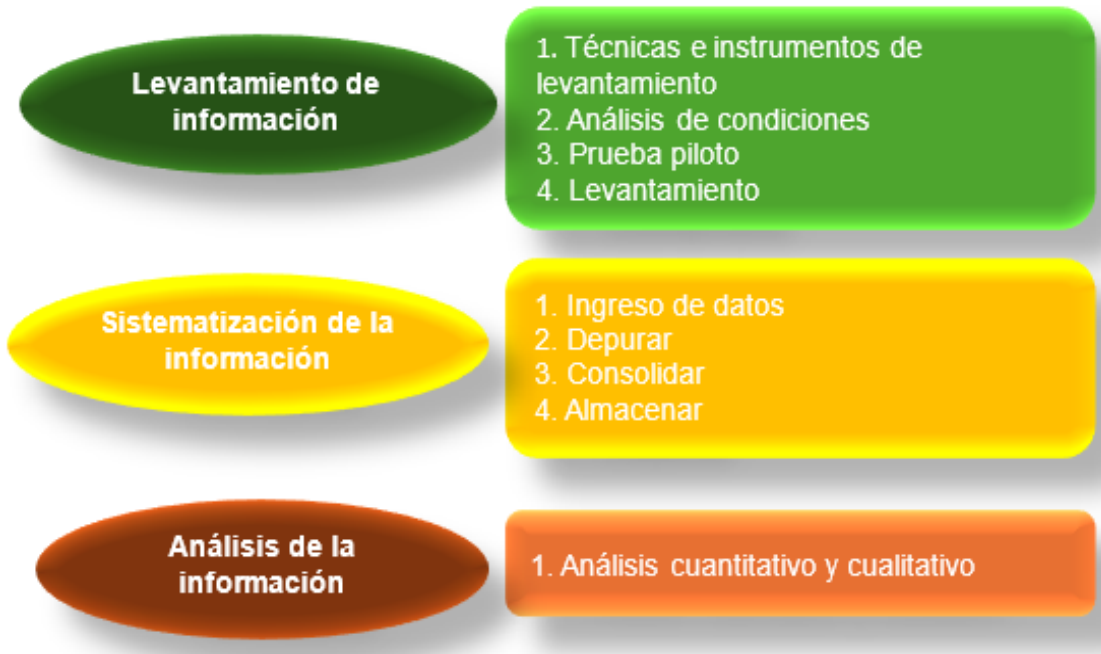 Levantamiento de
información
1. Técnicas e instrumentos de
levantamiento
2. Análisis de condiciones
3. Prueba piloto
4. Levantamiento
Sistematización de la
información
1. Ingreso de datos
2. Depurar
3. Consolidar
4. Almacenar
Análisis de la
información
1. Análisis cuantitativo y cualitativo